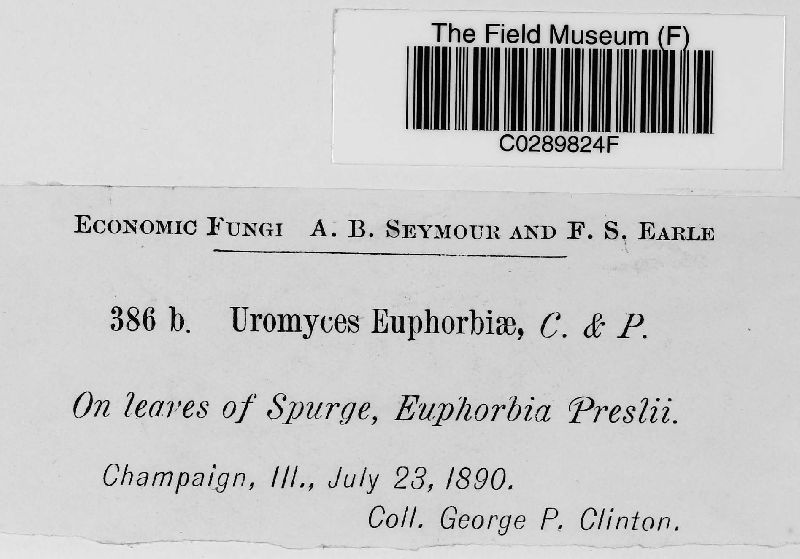 The Field Museum (F)
C0289824F
Economic Fungi A. B. Seymour and F. S. Earle
386 b. Uromyces Euphorbiæ, C. & P.
On leaves of Spurge, Euphorbia Preslii.
Champaign, Ill., July 23, 1890.
Coll. George P. Clinton.